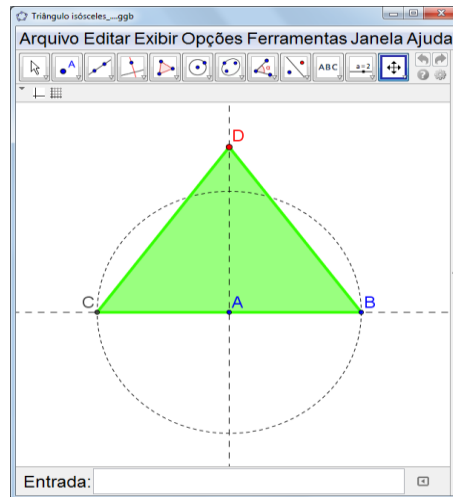 Triângulo isósceles_....ggb
Arquivo Editar Exibir Opções Ferramentas Janela Ajuda
A
ABC
a=2
D
C
A
B
Entrada: